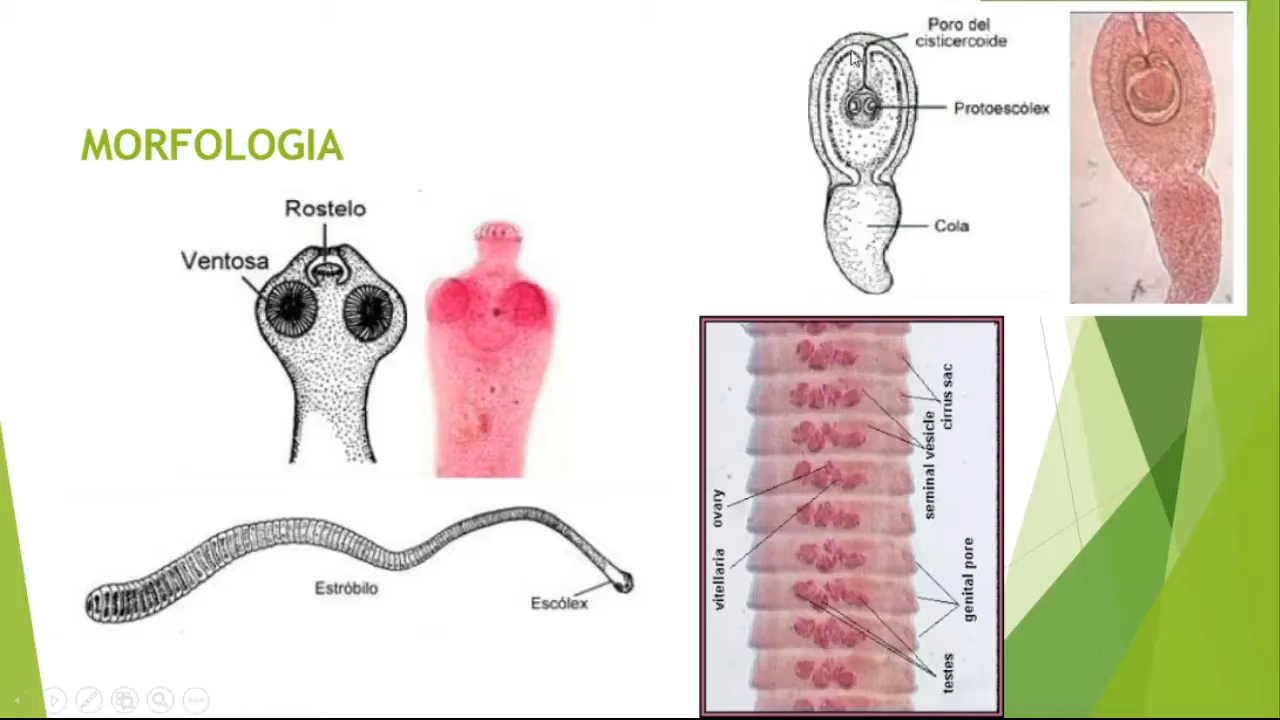 MORFOLOGIA
Rostelo
Ventosa
Estróbilo
Escólex
Poro del
cisticercoide
Protoescólex
Cola
cirrus sac
seminal vesicle
ovary
vitellaria
genital pore
testes